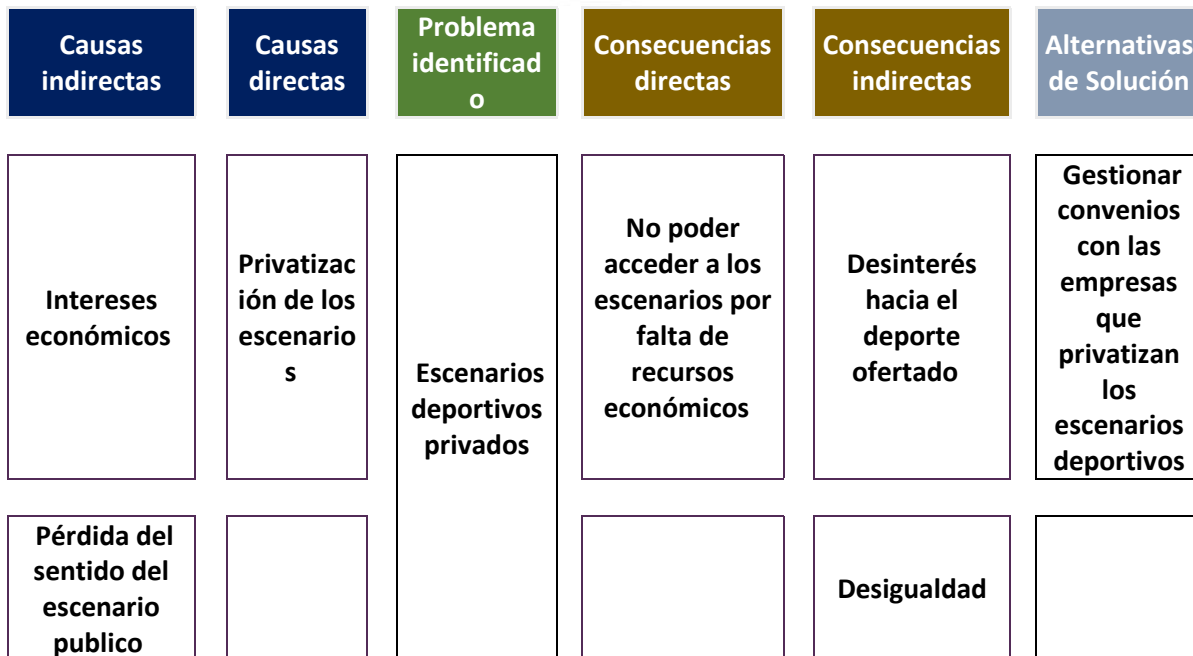 Causas
indirectas
Causas
directas
Problema
identificad
o
Consecuencias
directas
Consecuencias
indirectas
Alternativas
de Solución
Intereses
económicos
Privatizac
ión de los
escenario
s
Escenarios
deportivos
privados
No poder
acceder a los
escenarios por
falta de
recursos
económicos
Desinterés
hacia el
deporte
ofertado
Gestionar
convenios
con las
empresas
que
privatizan
los
escenarios
deportivos
Pérdida del
sentido del
escenario
publico
Desigualdad